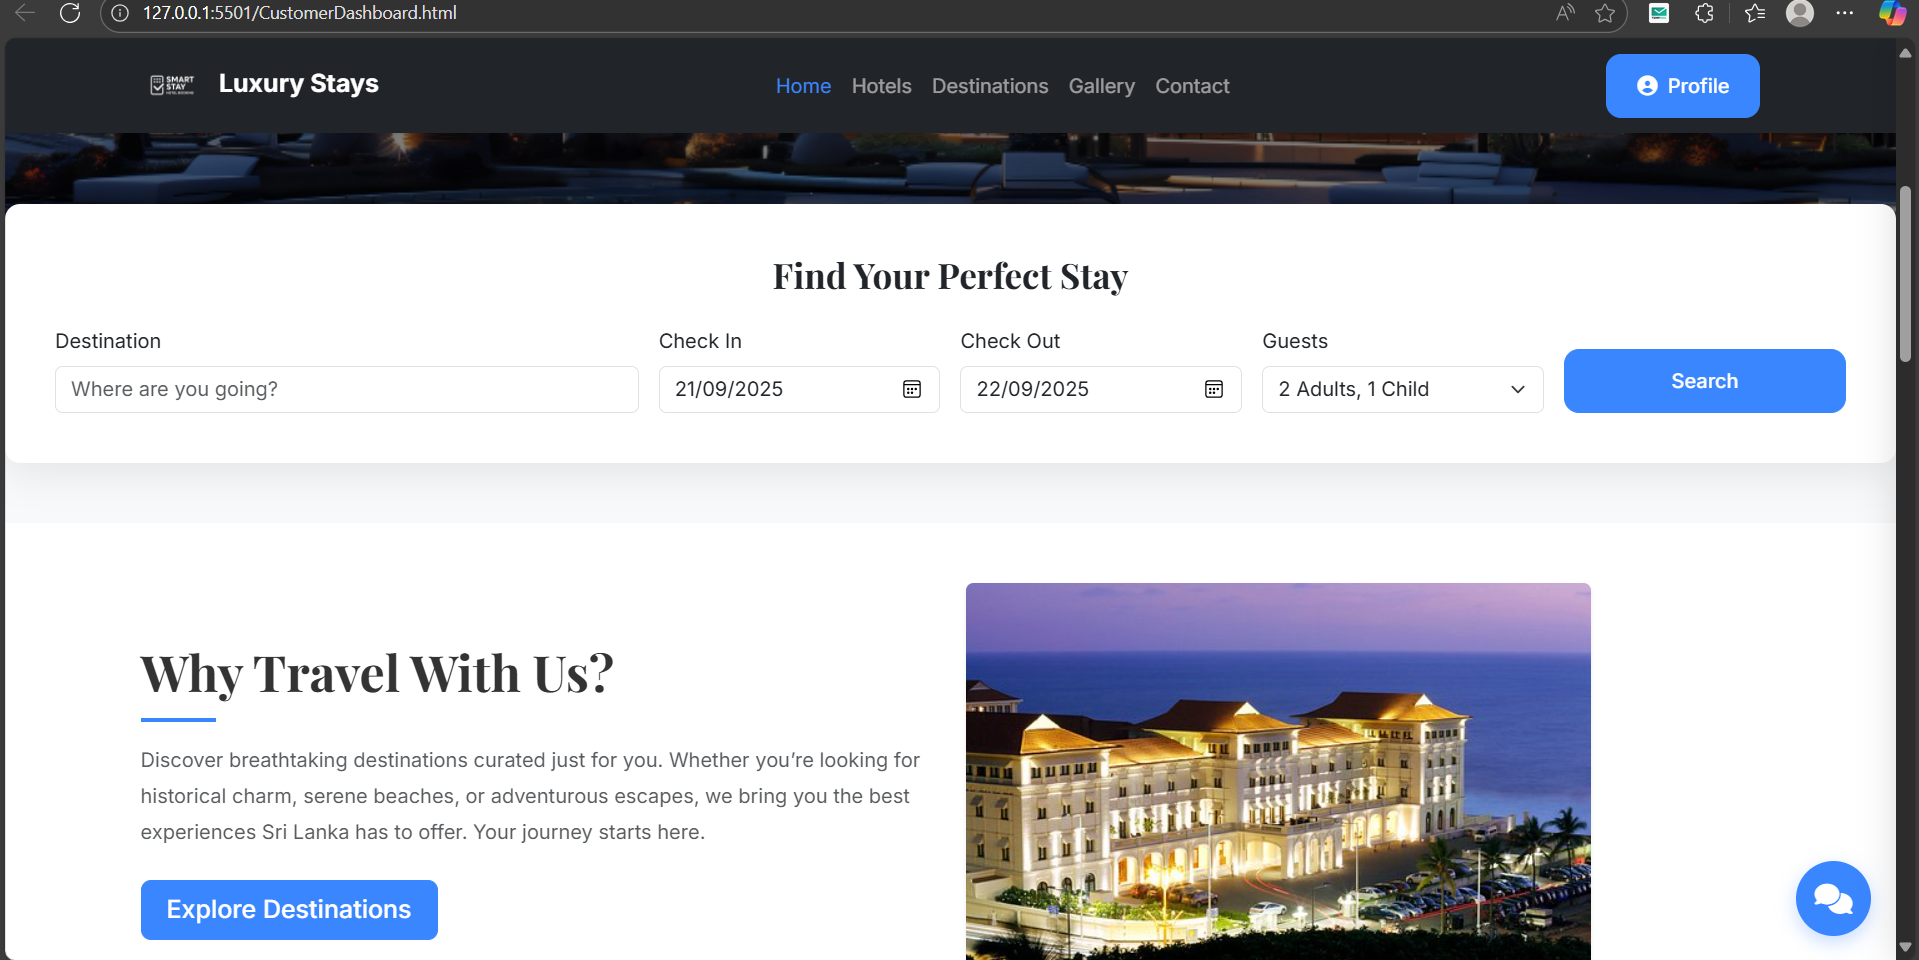 127.0.0.1:5501/CustomerDashboard.html
SMART
STAY
Luxury Stays
Home Hotels Destinations Gallery Contact
Profile
Find Your Perfect Stay
Destination Check In Check Out Guests
Where are you going? 21/09/2025 22/09/2025 2 Adults, 1 Child Search
Why Travel With Us?
Discover breathtaking destinations curated just for you. Whether you’re looking for
historical charm, serene beaches, or adventurous escapes, we bring you the best
experiences Sri Lanka has to offer. Your journey starts here.
Explore Destinations